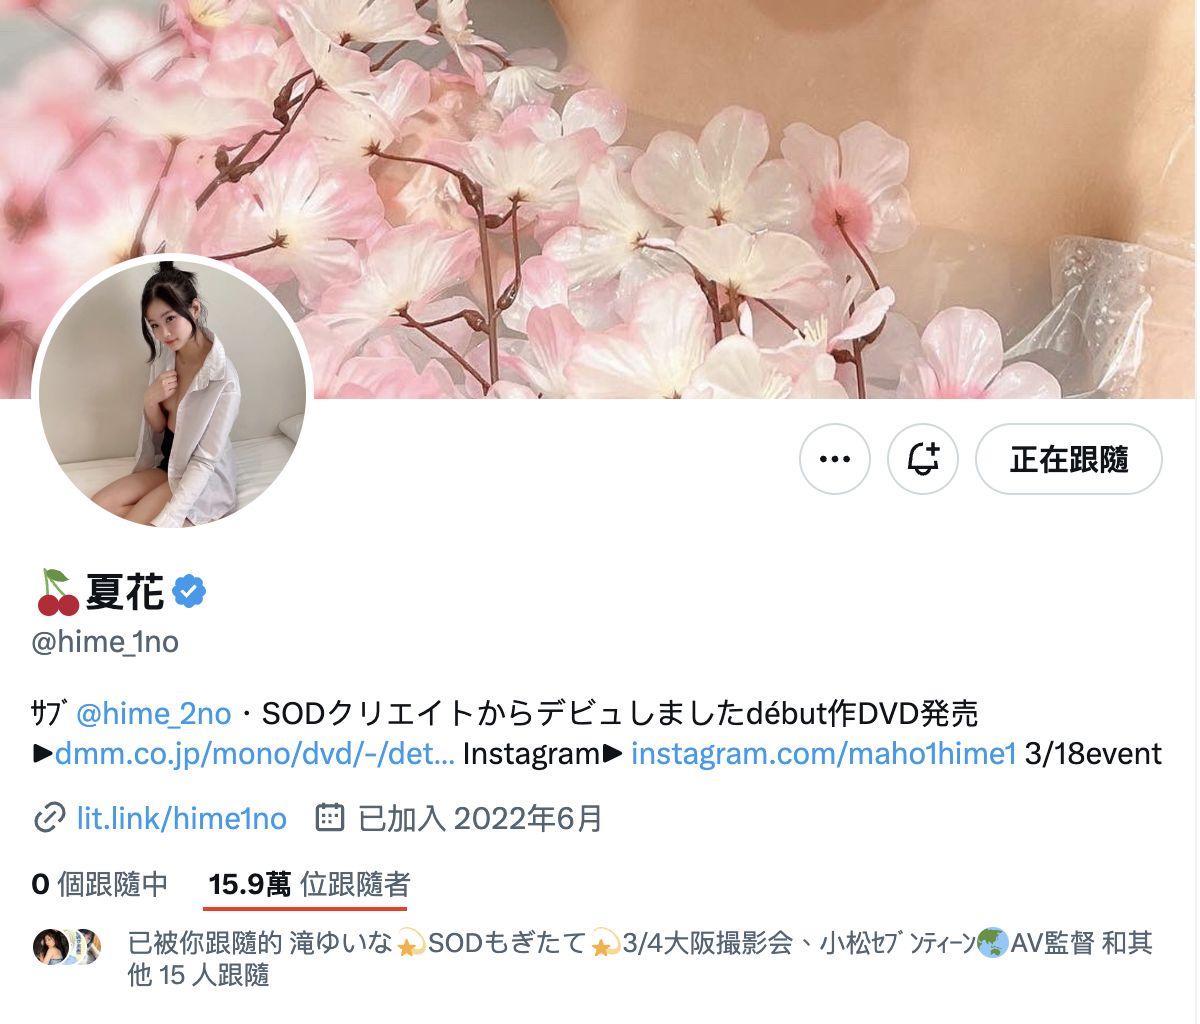 正在跟隨
🍒夏花
@hime_1no
ｻﾌﾞ @hime_2no・SODクリエイトからデビュしましたdébut作DVD発売
▶dmm.co.jp/mono/dvd/-/det... Instagram▶ instagram.com/maho1hime1 3/18event
lit.link/hime1no 已加入 2022年6月
0 個跟隨中 15.9萬 位跟隨者
已被你跟隨的 滝ゆいな💫SODもぎたて💫3/4大阪撮影会、小松ｾﾌﾞﾝティーン🌏AV監督 和其
他 15 人跟隨